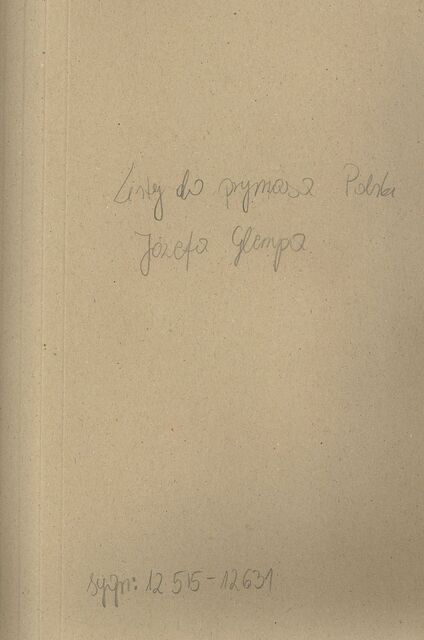 Listy do prymasa Polski
Józefa Glempa
sygn: 12 515-12631